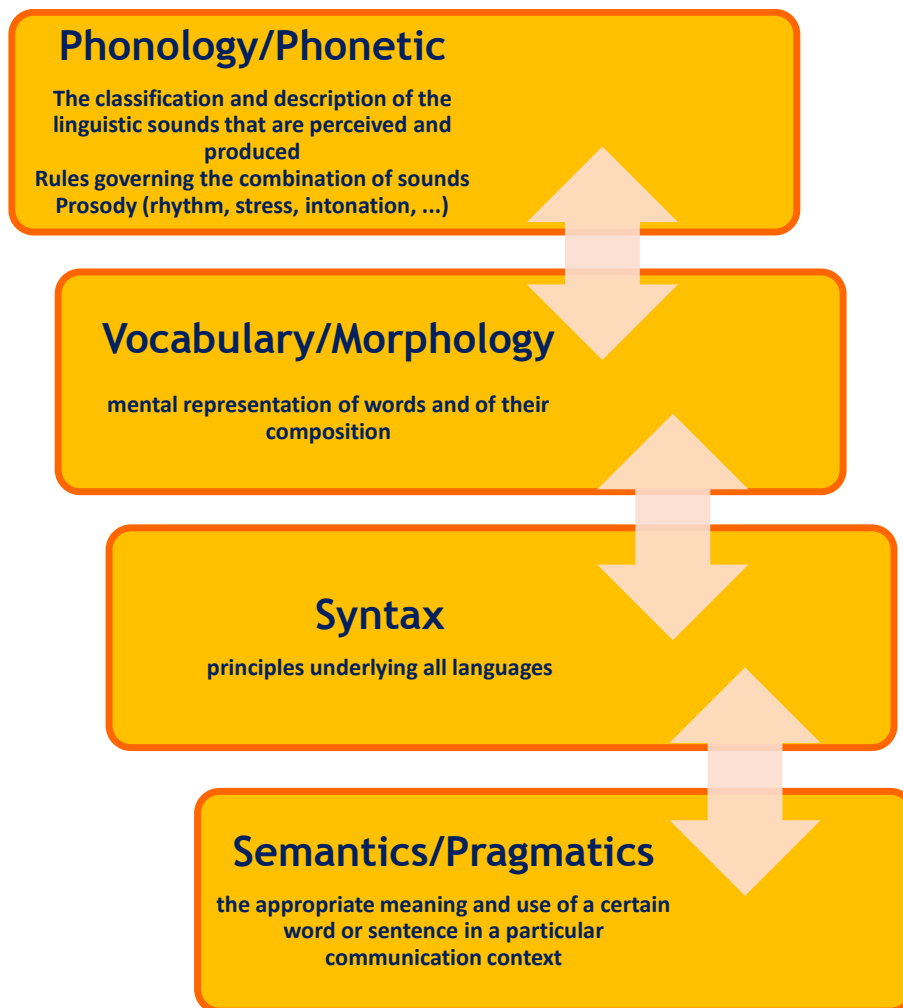 Phonology/Phonetic
The classification and description of the
linguistic sounds that are perceived and
produced
Rules governing the combination of sounds
Prosody (rhythm, stress, intonation, ...)
Vocabulary/Morphology
mental representation of words and of their
composition
Syntax
principles underlying all languages
Semantics/Pragmatics
the appropriate meaning and use of a certain
word or sentence in a particular
communication context